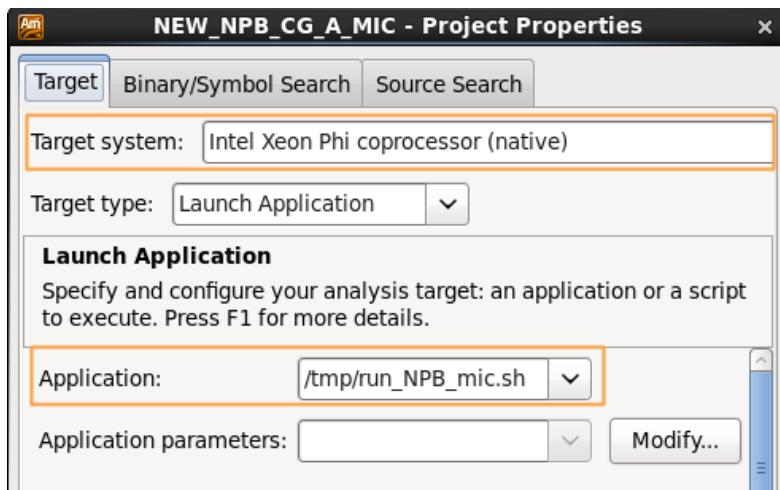 Am
NEW_NPB_CG_A_MIC - Project Properties
Target
Binary/Symbol Search
Source Search
Target system:
Intel Xeon Phi coprocessor (native)
Target type:
Launch Application
Launch Application
Specify and configure your analysis target: an application or a script
to execute. Press F1 for more details.
Application:
/tmp/run_NPB_mic.sh
Application parameters:
Modify...